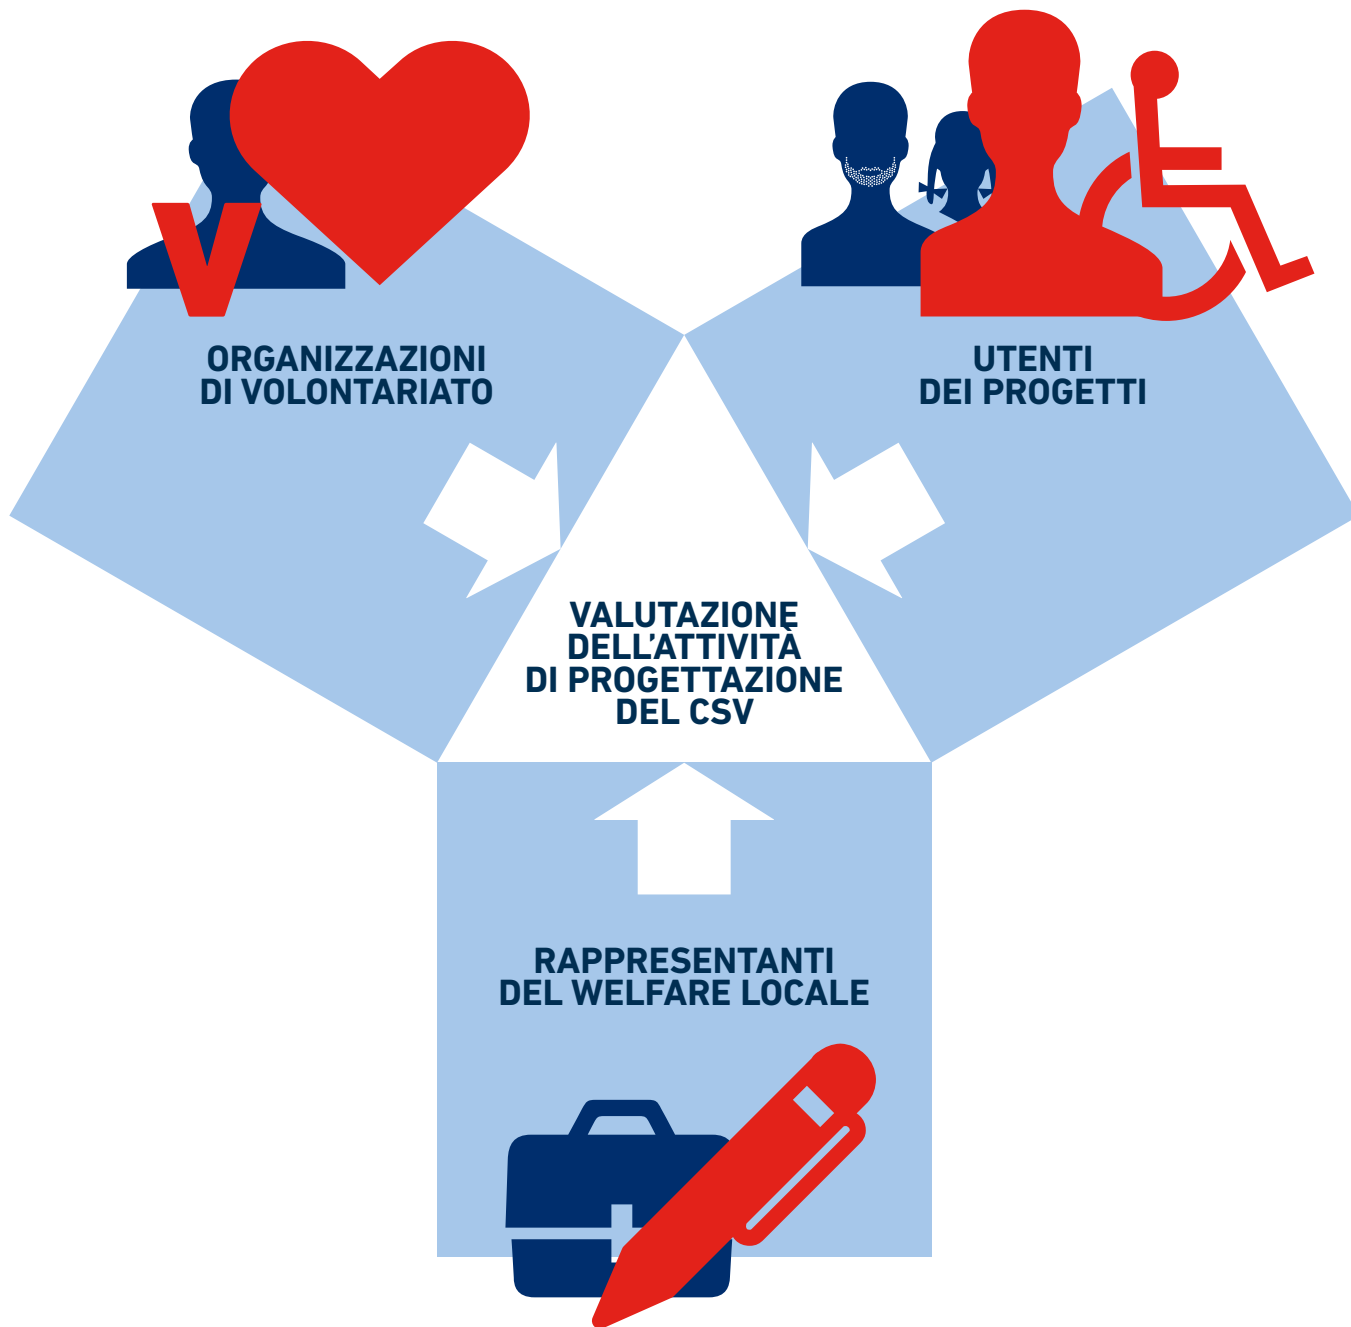 V
ORGANIZZAZIONI
DI VOLONTARIATO
UTENTI
DEI PROGETTI
VALUTAZIONE
DELL’ATTIVITÀ
DI PROGETTAZIONE
DEL CSV
RAPPRESENTANTI
DEL WELFARE LOCALE